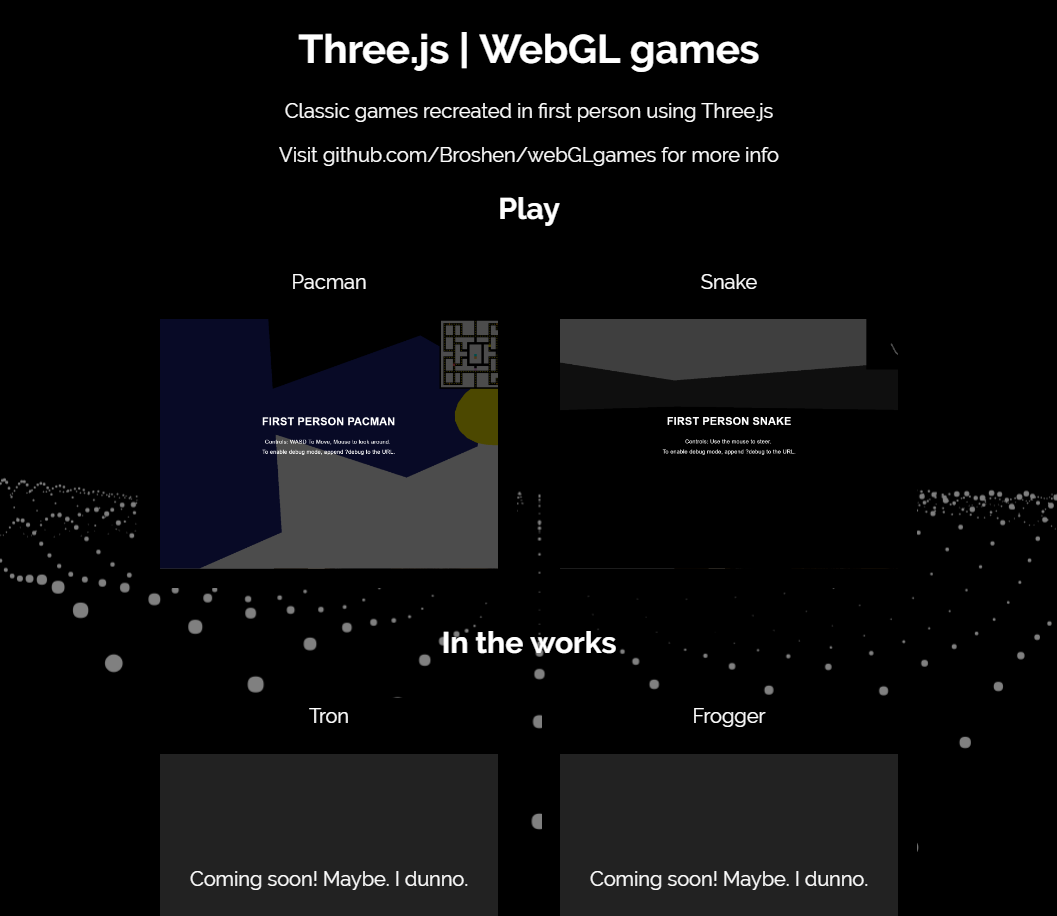 Three.js | WebGL games
Classic games recreated in first person using Three.js
Visit github.com/Broshen/webGLgames for more info
Play
Pacman
Snake
FIRST PERSON PACMAN
Controls: WASD To Move, Mouse to look around.
To enable debug mode, append ?debug to the URL.
FIRST PERSON SNAKE
Controls: Use the mouse to steer.
To enable debug mode, append ?debug to the URL.
In the works
Tron
Frogger
Coming soon! Maybe. I dunno.
Coming soon! Maybe. I dunno.